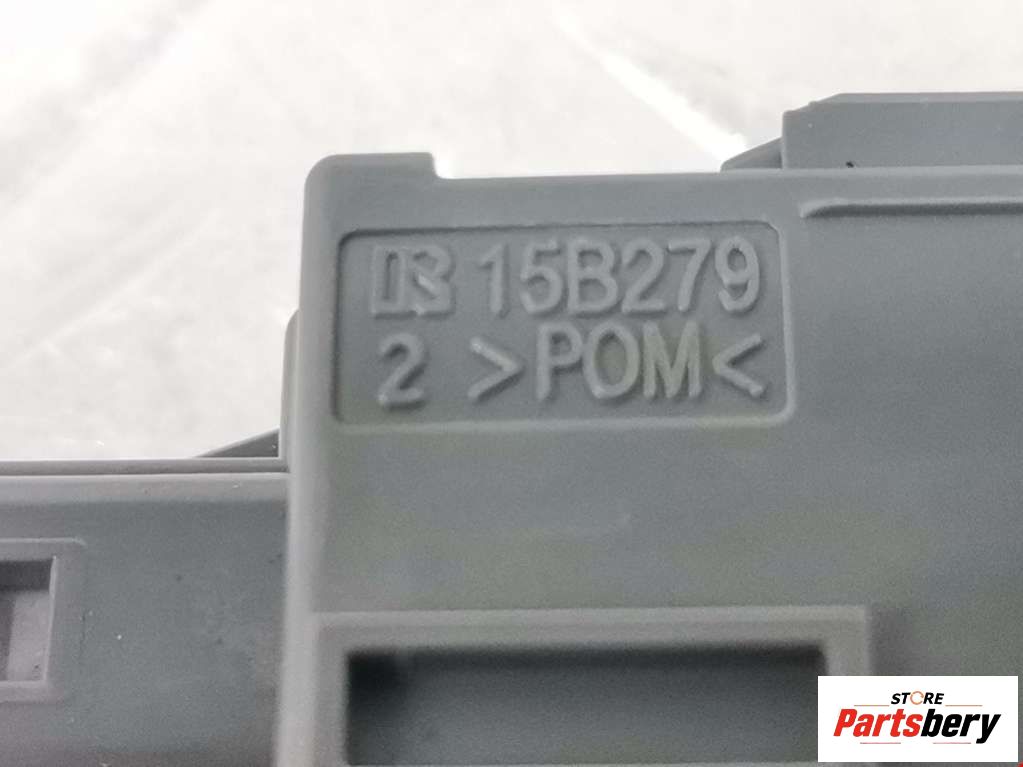 15B279
2 >POM<
STORE
Partsbery